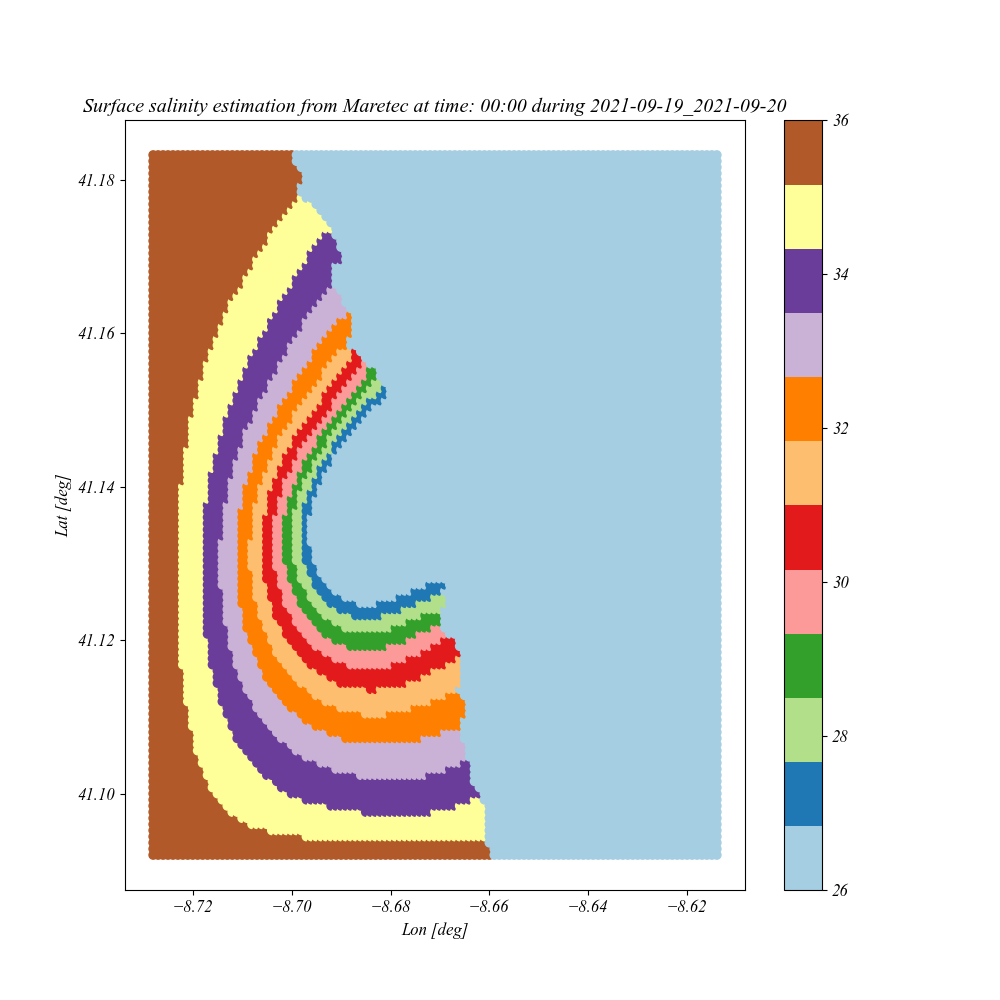 Surface salinity estimation from Maretec at time: 00:00 during 2021-09-19_2021-09-20
36
41.18
34
41.16
32
41.14
Lat [deg]
30
41.12
28
41.10
26
−8.72 −8.70 −8.68 −8.66 −8.64 −8.62
Lon [deg]